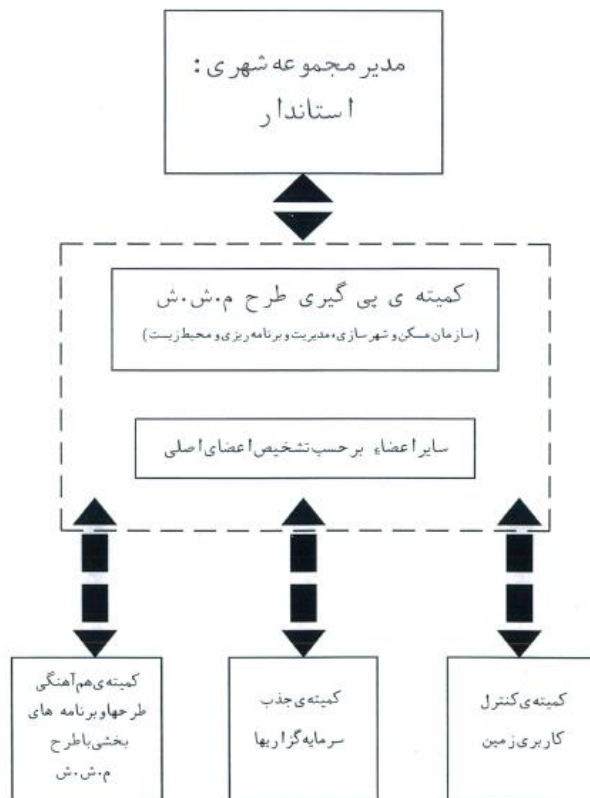 مدیر مجموعه شهری :
استاندار
کمیته ی پی گیری طرح م.ش.ش
(سازمان مسکن و شهرسازی، مدیریت و برنامه ریزی و محیط زیست)
سایر اعضاء بر حسب تشخیص اعضای اصلی
کمیته ی کنترل
کاربری زمین
کمیته ی جذب
سرمایه گزاریها
کمیته ی هم آهنگی
طرحها و برنامه های
بخشی با طرح
م.ش.ش